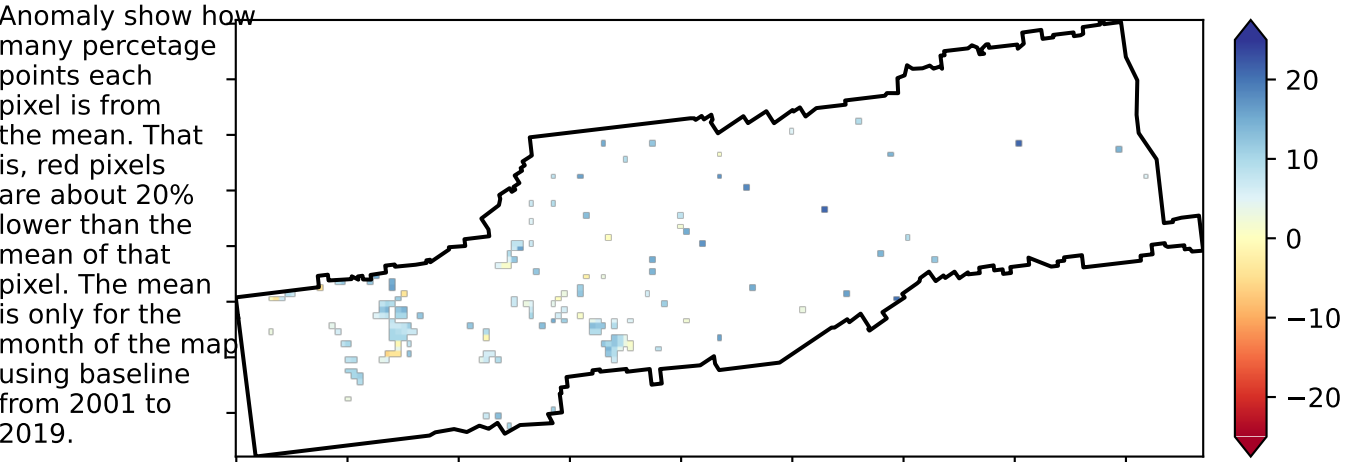 Anomaly show how
many percetage
points each
pixel is from
the mean. That
is, red pixels
are about 20%
lower than the
mean of that
pixel. The mean
is only for the
month of the map
using baseline
from 2001 to
2019.
20
10
0
−10
−20